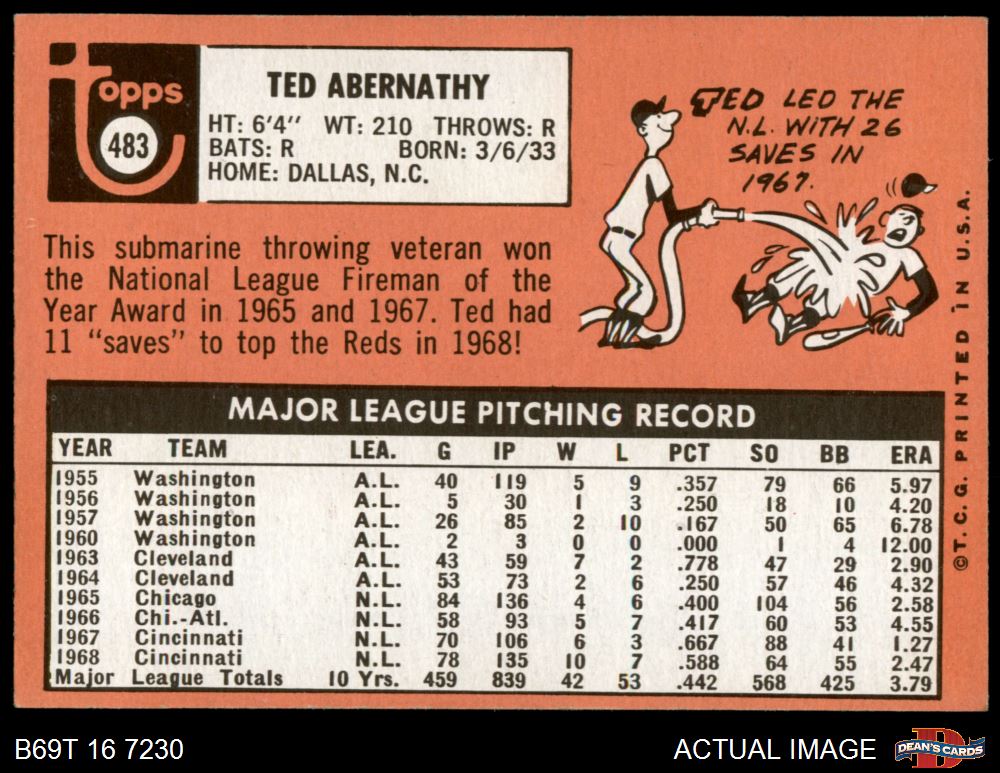 topps
483
TED ABERNATHY
HT: 6'4" WT: 210 THROWS: R
BATS: R BORN: 3/6/33
HOME: DALLAS, N.C.
TED LED THE
N.L. WITH 26
SAVES IN
1967.
This submarine throwing veteran won
the National League Fireman of the
Year Award in 1965 and 1967. Ted had
11 "saves" to top the Reds in 1968!
MAJOR LEAGUE PITCHING RECORD
YEAR TEAM LEA. G IP W L PCT SO BB ERA
1955 Washington A.L. 40 119 5 9 .357 79 66 5.97
1956 Washington A.L. 5 30 1 3 .250 18 10 4.20
1957 Washington A.L. 26 85 2 10 .167 50 65 6.78
1960 Washington A.L. 2 3 0 0 .000 1 4 12.00
1963 Cleveland A.L. 43 59 7 2 .778 47 29 2.90
1964 Cleveland A.L. 53 73 2 6 .250 57 46 4.32
1965 Chicago N.L. 84 136 4 6 .400 104 56 2.58
1966 Chi.-Atl. N.L. 58 93 5 7 .417 60 53 4.55
1967 Cincinnati N.L. 70 106 6 3 .667 88 41 1.27
1968 Cincinnati N.L. 78 135 10 7 .588 64 55 2.47
Major League Totals 10 Yrs. 459 839 42 53 .442 568 425 3.79
©T. C. G. PRINTED IN U.S.A.
B69T 16 7230
ACTUAL IMAGE
D
DEAN'S CARDS